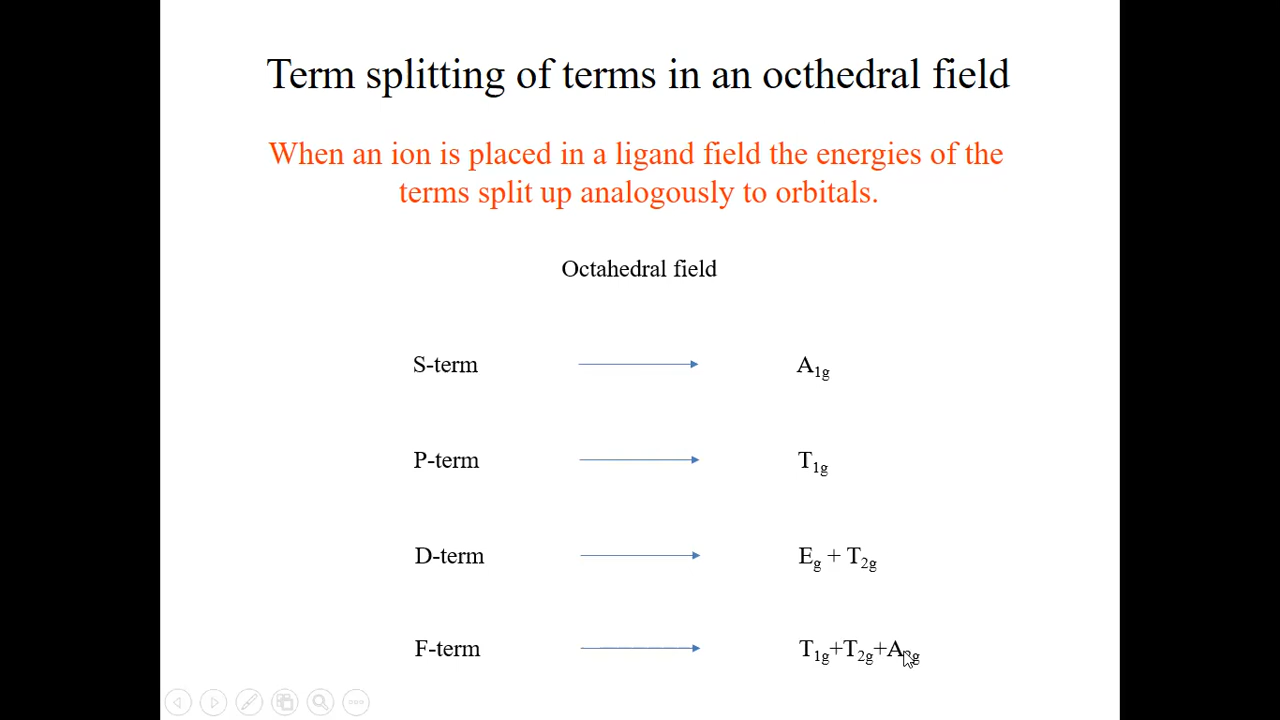 Term splitting of terms in an octhedral field
When an ion is placed in a ligand field the energies of the
terms split up analogously to orbitals.
Octahedral field
S-term A₁g
P-term T₁g
D-term Eg + T₂g
F-term T₁g+T₂g+A₂g